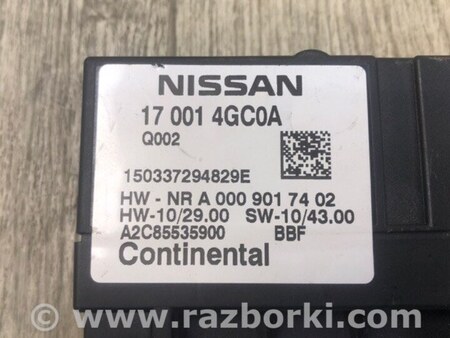 NISSAN
17 001 4GC0A
Q002
150337294829E
HW - NR A 000 901 74 02
HW-10/29.00 SW-10/43.00
A2C85535900 BBF
Continental
© www.razborki.com